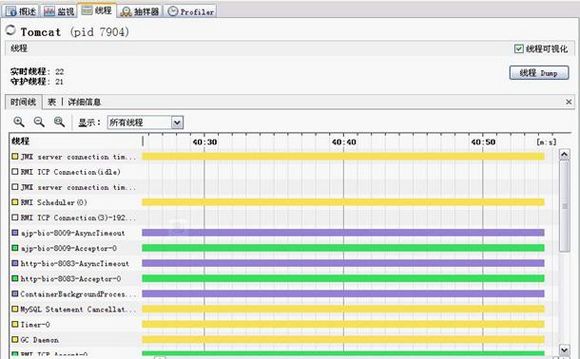 概述 监视 线程 抽样器 Profiler
Tomcat (pid 7904)
线程 线程可视化
实时线程: 22
守护线程: 21
线程 Dump
时间线 表 详细信息
显示: 所有线程
线程 40:30 40:40 40:50 [m:s]
JMX server connection tim...
RMI TCP Connection(idle)
JMX server connection tim...
RMI Scheduler(0)
RMI TCP Connection(3)-192...
ajp-bio-8009-AsyncTimeout
ajp-bio-8009-Acceptor-0
http-bio-8083-AsyncTimeout
http-bio-8083-Acceptor-0
ContainerBackgroundProces...
MySQL Statement Cancellat...
Timer-0
GC Daemon
RMI TCP Accept-0